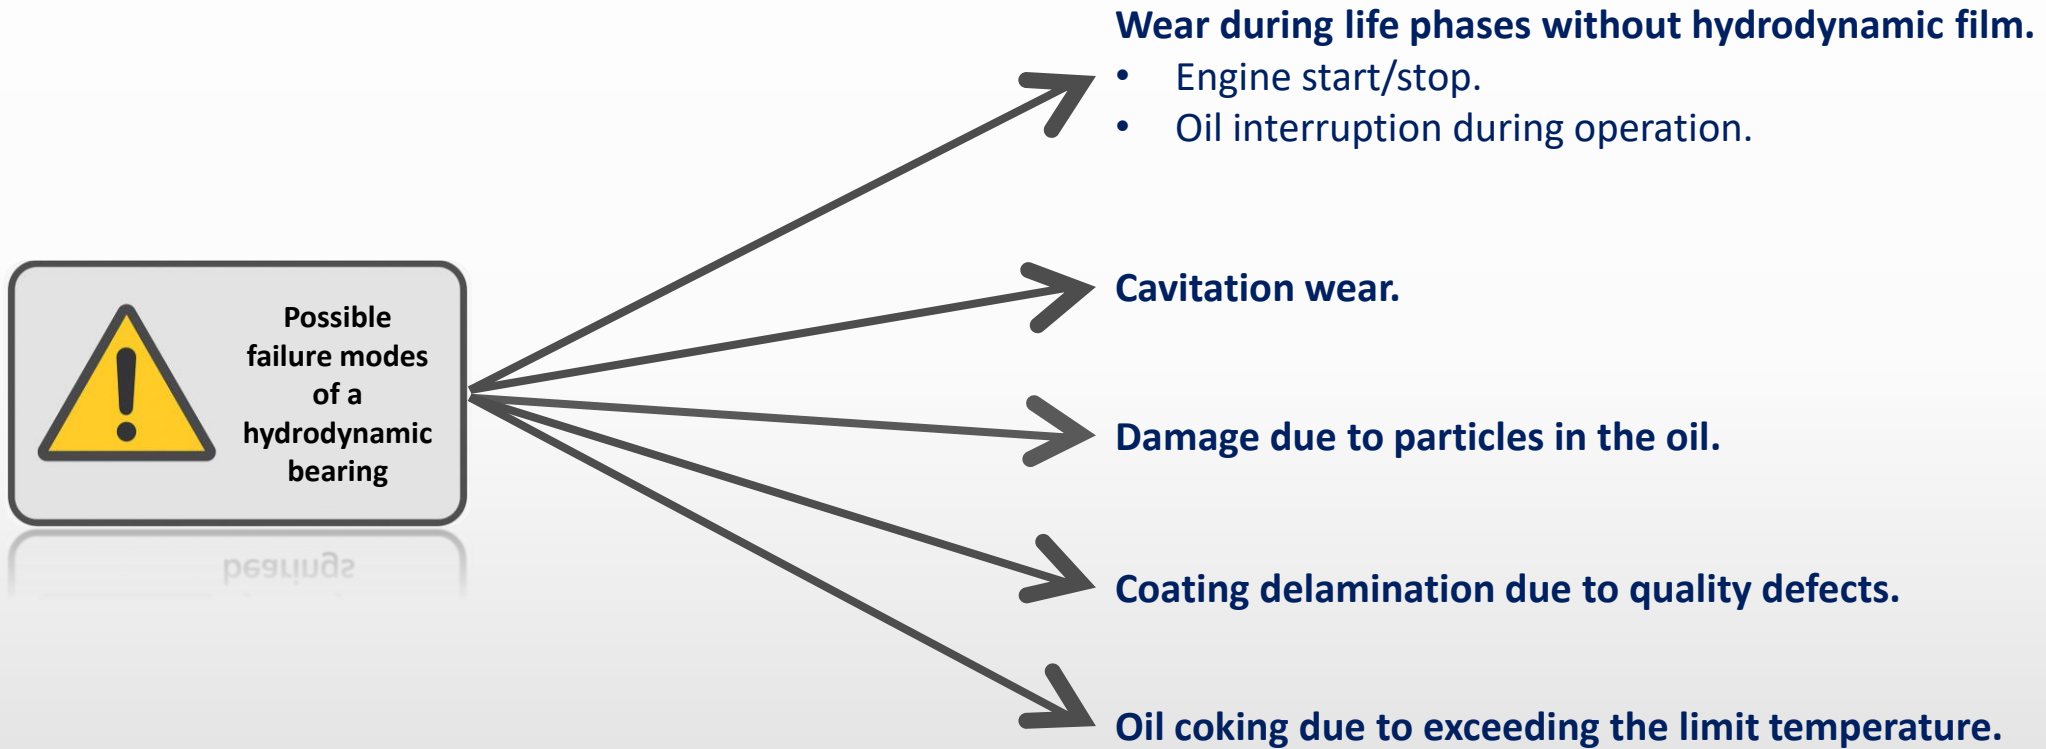 Wear during life phases without hydrodynamic film.
• Engine start/stop.
• Oil interruption during operation.
Possible
failure modes
of a
hydrodynamic
bearing
Cavitation wear.
Damage due to particles in the oil.
bearings
Coating delamination due to quality defects.
Oil coking due to exceeding the limit temperature.